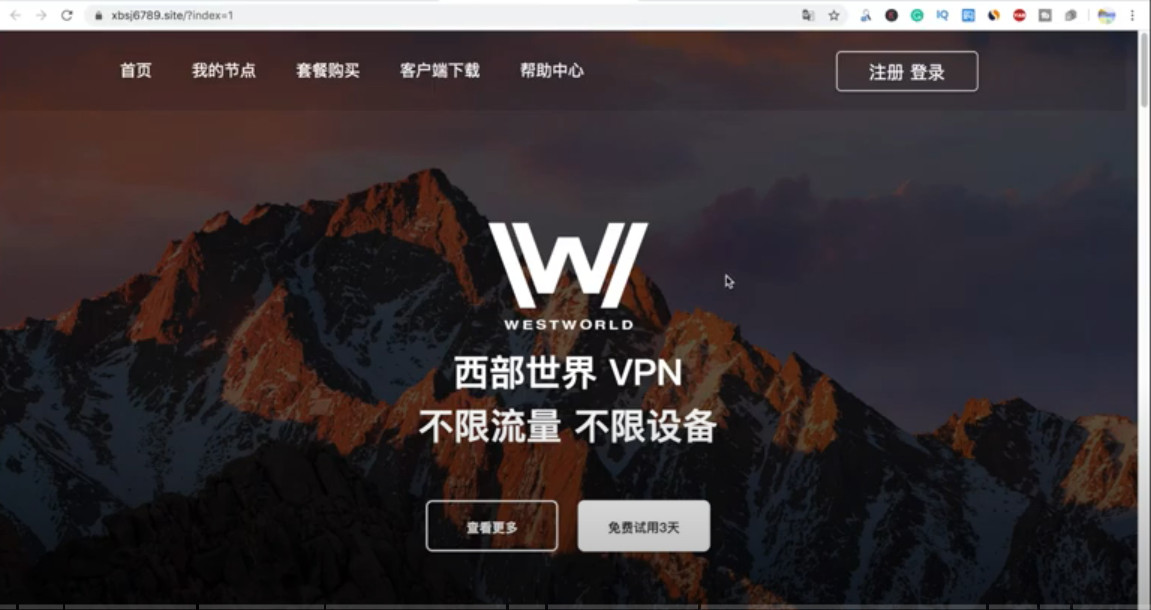 xbsj6789.site/?index=1
首页 我的节点 套餐购买 客户端下载 帮助中心 注册 登录
W
WESTWORLD
西部世界 VPN
不限流量 不限设备
查看更多 免费试用3天